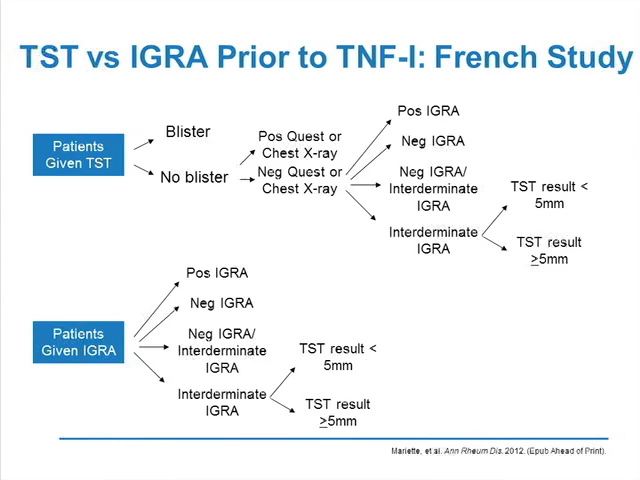 TST vs IGRA Prior to TNF-I: French Study
Patients
Given TST
Blister
No blister
Pos Quest or
Chest X-ray
Neg Quest or
Chest X-ray
Pos IGRA
Neg IGRA
Neg IGRA/
Interderminate
IGRA
Interderminate
IGRA
TST result <
5mm
TST result
≥5mm
Patients
Given IGRA
Pos IGRA
Neg IGRA
Neg IGRA/
Interderminate
IGRA
Interderminate
IGRA
TST result <
5mm
TST result
≥5mm
Mariette, et al. Ann Rheum Dis. 2012. (Epub Ahead of Print).